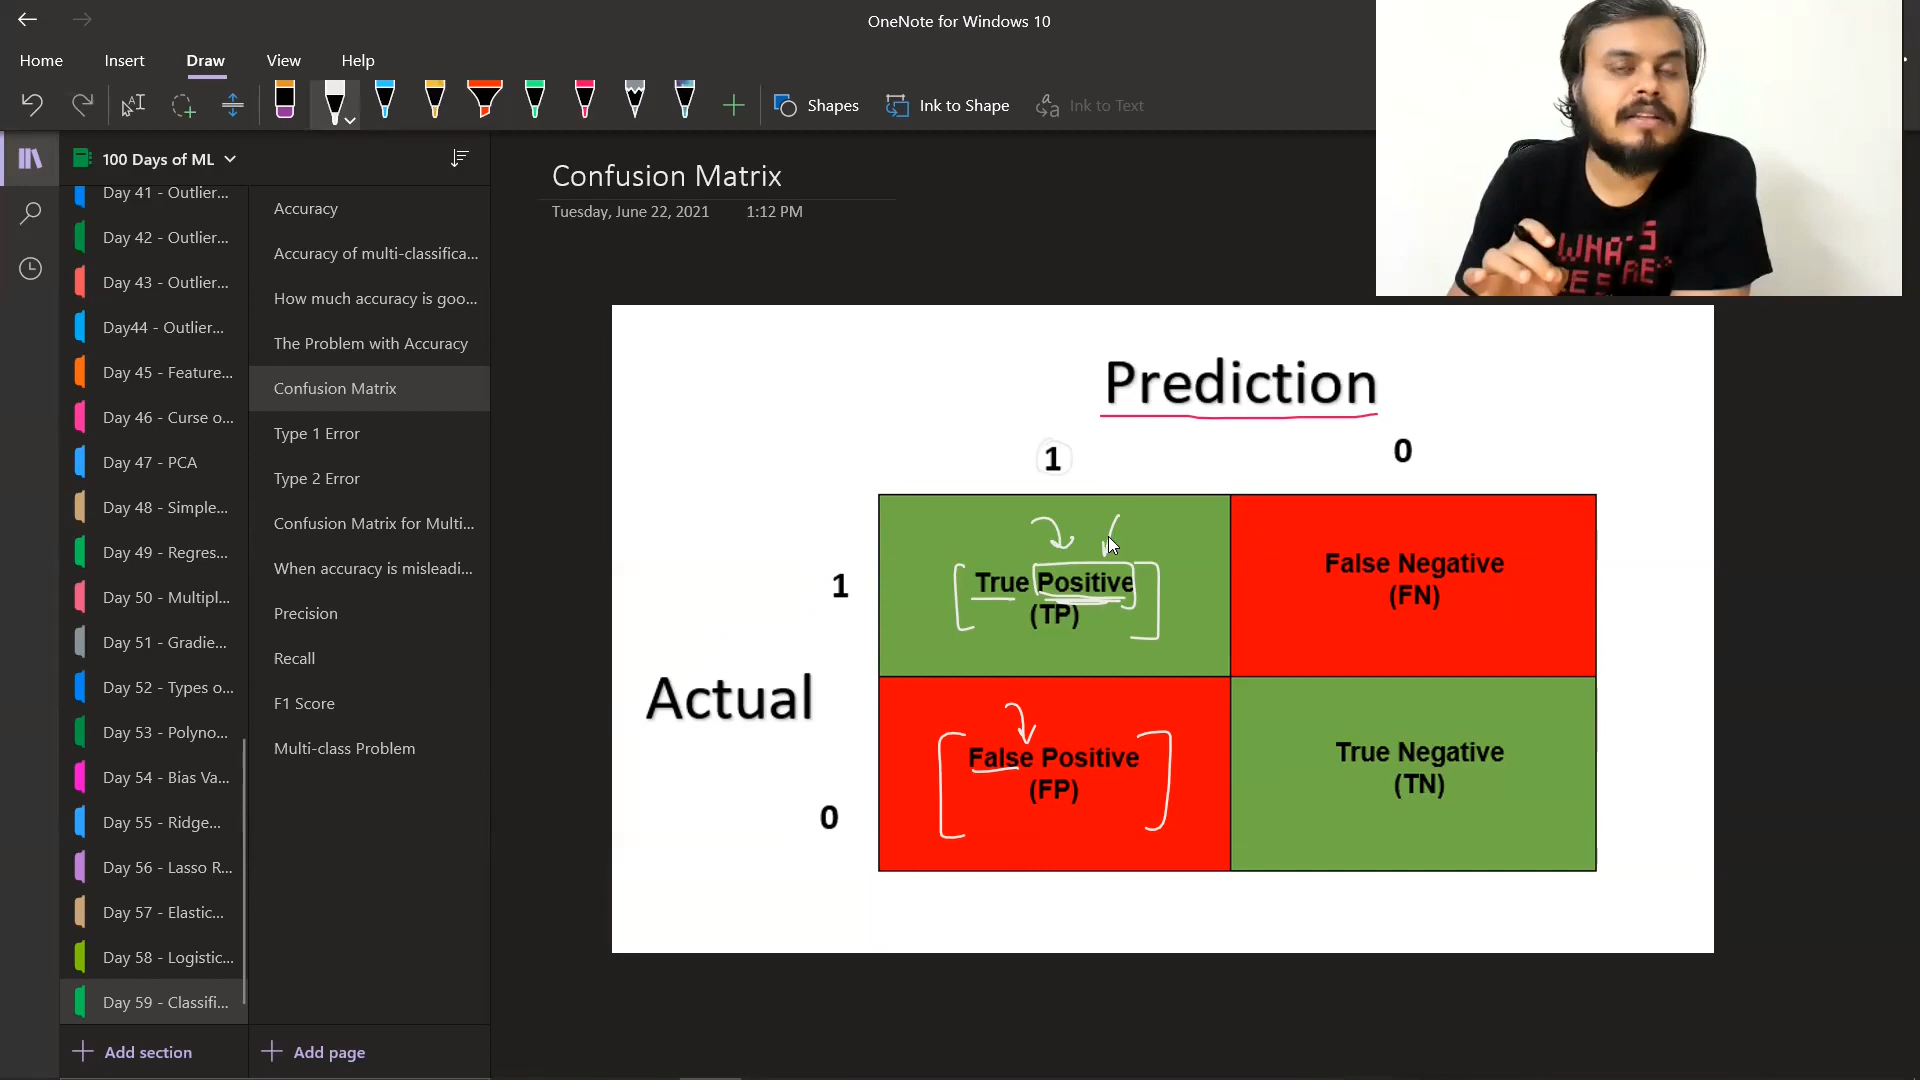 OneNote for Windows 10
Home
Insert
Draw
View
Help
Shapes
Ink to Shape
Ink to Text
100 Days of ML
Day 41 - Outlier...
Day 42 - Outlier...
Day 43 - Outlier...
Day44 - Outlier...
Day 45 - Feature...
Day 46 - Curse o...
Day 47 - PCA
Day 48 - Simple...
Day 49 - Regres...
Day 50 - Multipl...
Day 51 - Gradie...
Day 52 - Types o...
Day 53 - Polyno...
Day 54 - Bias Va...
Day 55 - Ridge...
Day 56 - Lasso R...
Day 57 - Elastic...
Day 58 - Logistic...
Day 59 - Classifi...
Add section
Accuracy
Accuracy of multi-classifica...
How much accuracy is goo...
The Problem with Accuracy
Confusion Matrix
Type 1 Error
Type 2 Error
Confusion Matrix for Multi...
When accuracy is misleadi...
Precision
Recall
F1 Score
Multi-class Problem
Add page
Confusion Matrix
Tuesday, June 22, 2021 1:12 PM
Prediction
1 0
1
True Positive
(TP)
False Negative
(FN)
Actual
0
False Positive
(FP)
True Negative
(TN)
WHA'S